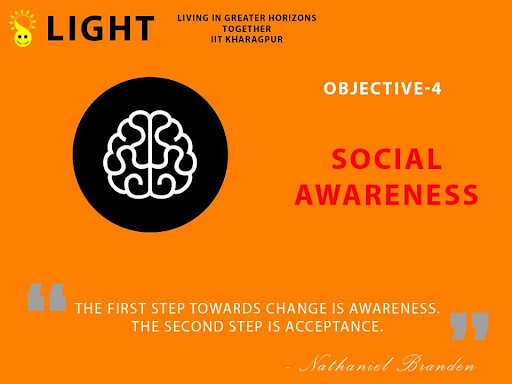 LIGHT
LIVING IN GREATER HORIZONS
TOGETHER
IIT KHARAGPUR
OBJECTIVE-4
SOCIAL
AWARENESS
“ THE FIRST STEP TOWARDS CHANGE IS AWARENESS.
THE SECOND STEP IS ACCEPTANCE. ”
- Nathaniel Branden